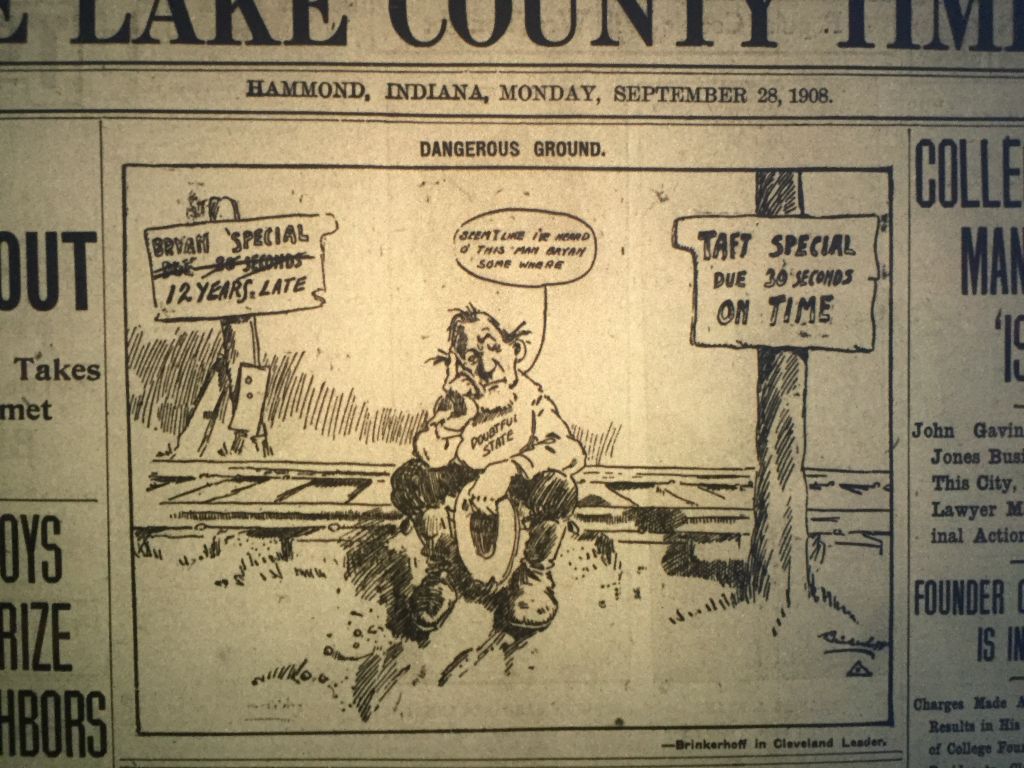 E LAKE COUNTY TIM
HAMMOND, INDIANA, MONDAY, SEPTEMBER 28, 1908.
OUT
Takes
met
OYS
RIZE
HBORS
DANGEROUS GROUND.
BRYAN SPECIAL
DUE 30 SECONDS
12 YEARS. LATE
SEEMS LIKE I'VE HEARD
O' THIS MAN BRYAN
SOME WHERE
TAFT SPECIAL
DUE 30 SECONDS
ON TIME
DOUBTFUL
STATE
—Brinkerhoff in Cleveland Leader.
COLLE
MAN
'IS
John Gavin
Jones Busi
This City,
Lawyer M
inal Action
FOUNDER
IS IN
Charges Made A
Results in His
of College Foun